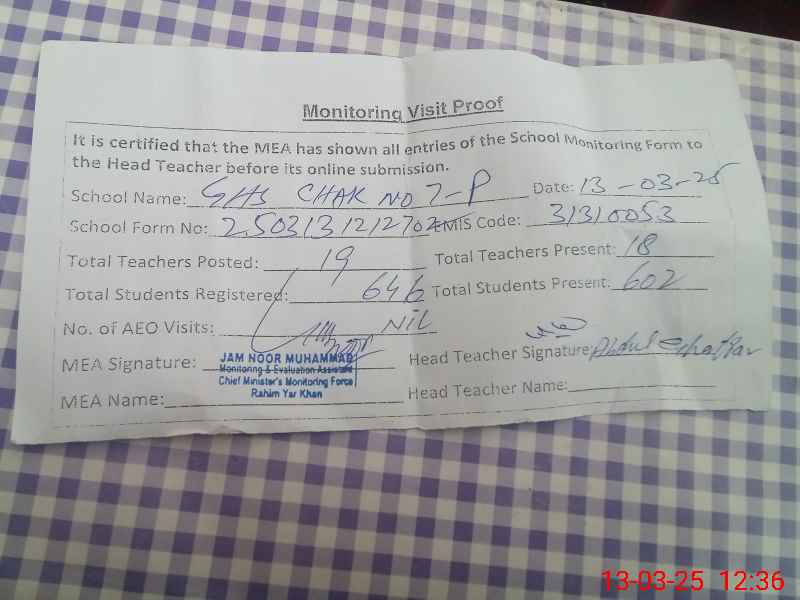 Monitoring Visit Proof
It is certified that the MEA has shown all entries of the School Monitoring Form to
the Head Teacher before its online submission.
School Name: GHS CHAK NO 7-P Date: 13-03-25
School Form No: 2503131212702 EMIS Code: 31310053
Total Teachers Posted: 19 Total Teachers Present: 18
Total Students Registered: 646 Total Students Present: 602
No. of AEO Visits: NIL
MEA Signature: Head Teacher Signature: Abdul Ghaffar
JAM NOOR MUHAMMAD
Monitoring & Evaluation Assistant
Chief Minister's Monitoring Force
Rahim Yar Khan
MEA Name: Head Teacher Name:
13-03-25 12:36